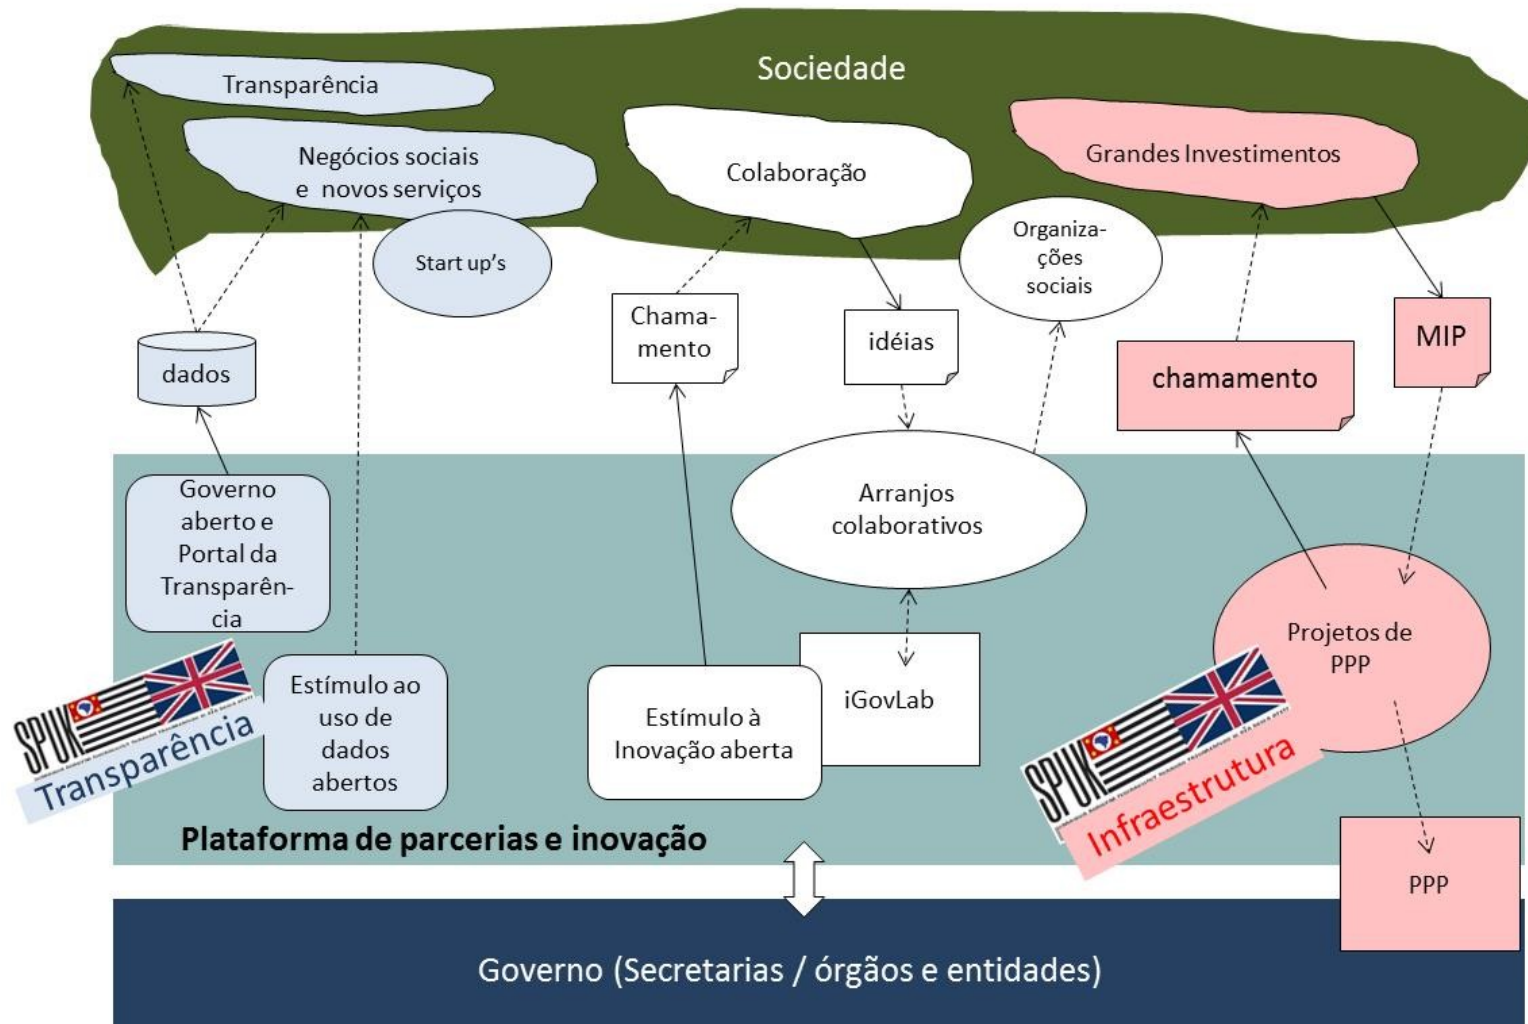 Sociedade
Transparência
Negócios sociais
e novos serviços
Start up's
Colaboração
Grandes Investimentos
Organiza-
ções
sociais
Chama-
mento
idéias
chamamento
MIP
dados
Governo
aberto e
Portal da
Transparên-
cia
Arranjos
colaborativos
Estímulo ao
uso de
dados
abertos
Estímulo à
Inovação aberta
iGovLab
Projetos de
PPP
SPUK
Transparência
SPUK
Infraestrutura
Plataforma de parcerias e inovação
PPP
Governo (Secretarias / órgãos e entidades)